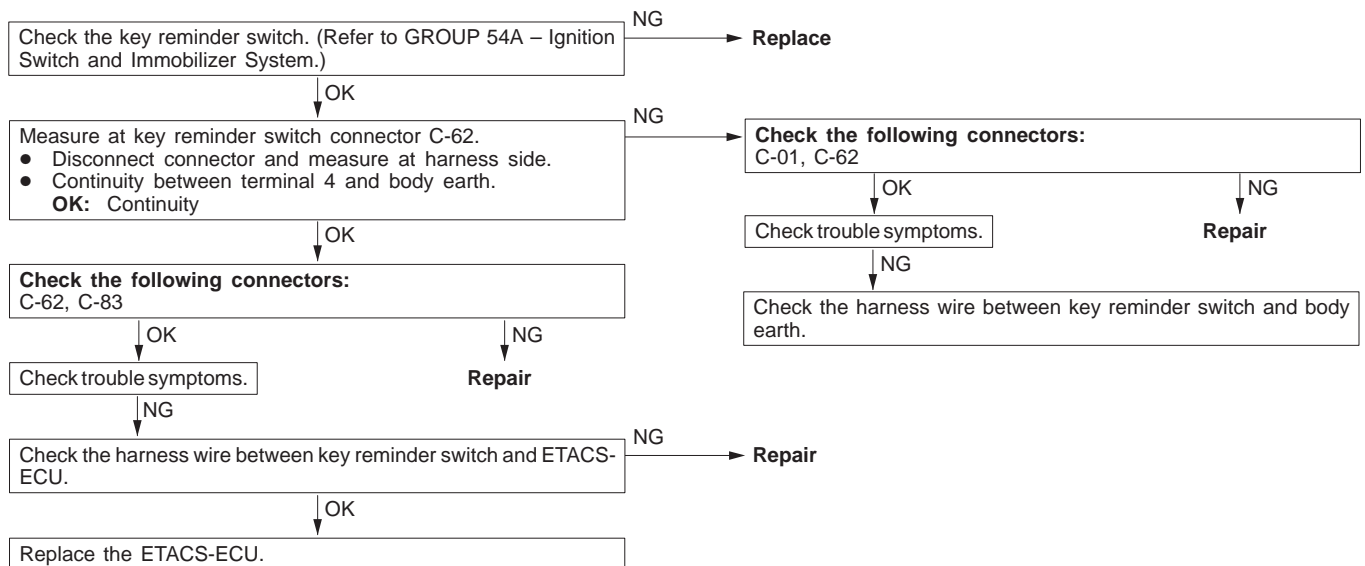 Check the key reminder switch. (Refer to GROUP 54A – Ignition
Switch and Immobilizer System.)
NG
Replace
OK
Measure at key reminder switch connector C-62.
● Disconnect connector and measure at harness side.
● Continuity between terminal 4 and body earth.
OK: Continuity
NG
Check the following connectors:
C-01, C-62
OK
NG
Check trouble symptoms.
Repair
NG
Check the harness wire between key reminder switch and body
earth.
OK
Check the following connectors:
C-62, C-83
OK
NG
Check trouble symptoms.
Repair
NG
Check the harness wire between key reminder switch and ETACS-
ECU.
NG
Repair
OK
Replace the ETACS-ECU.